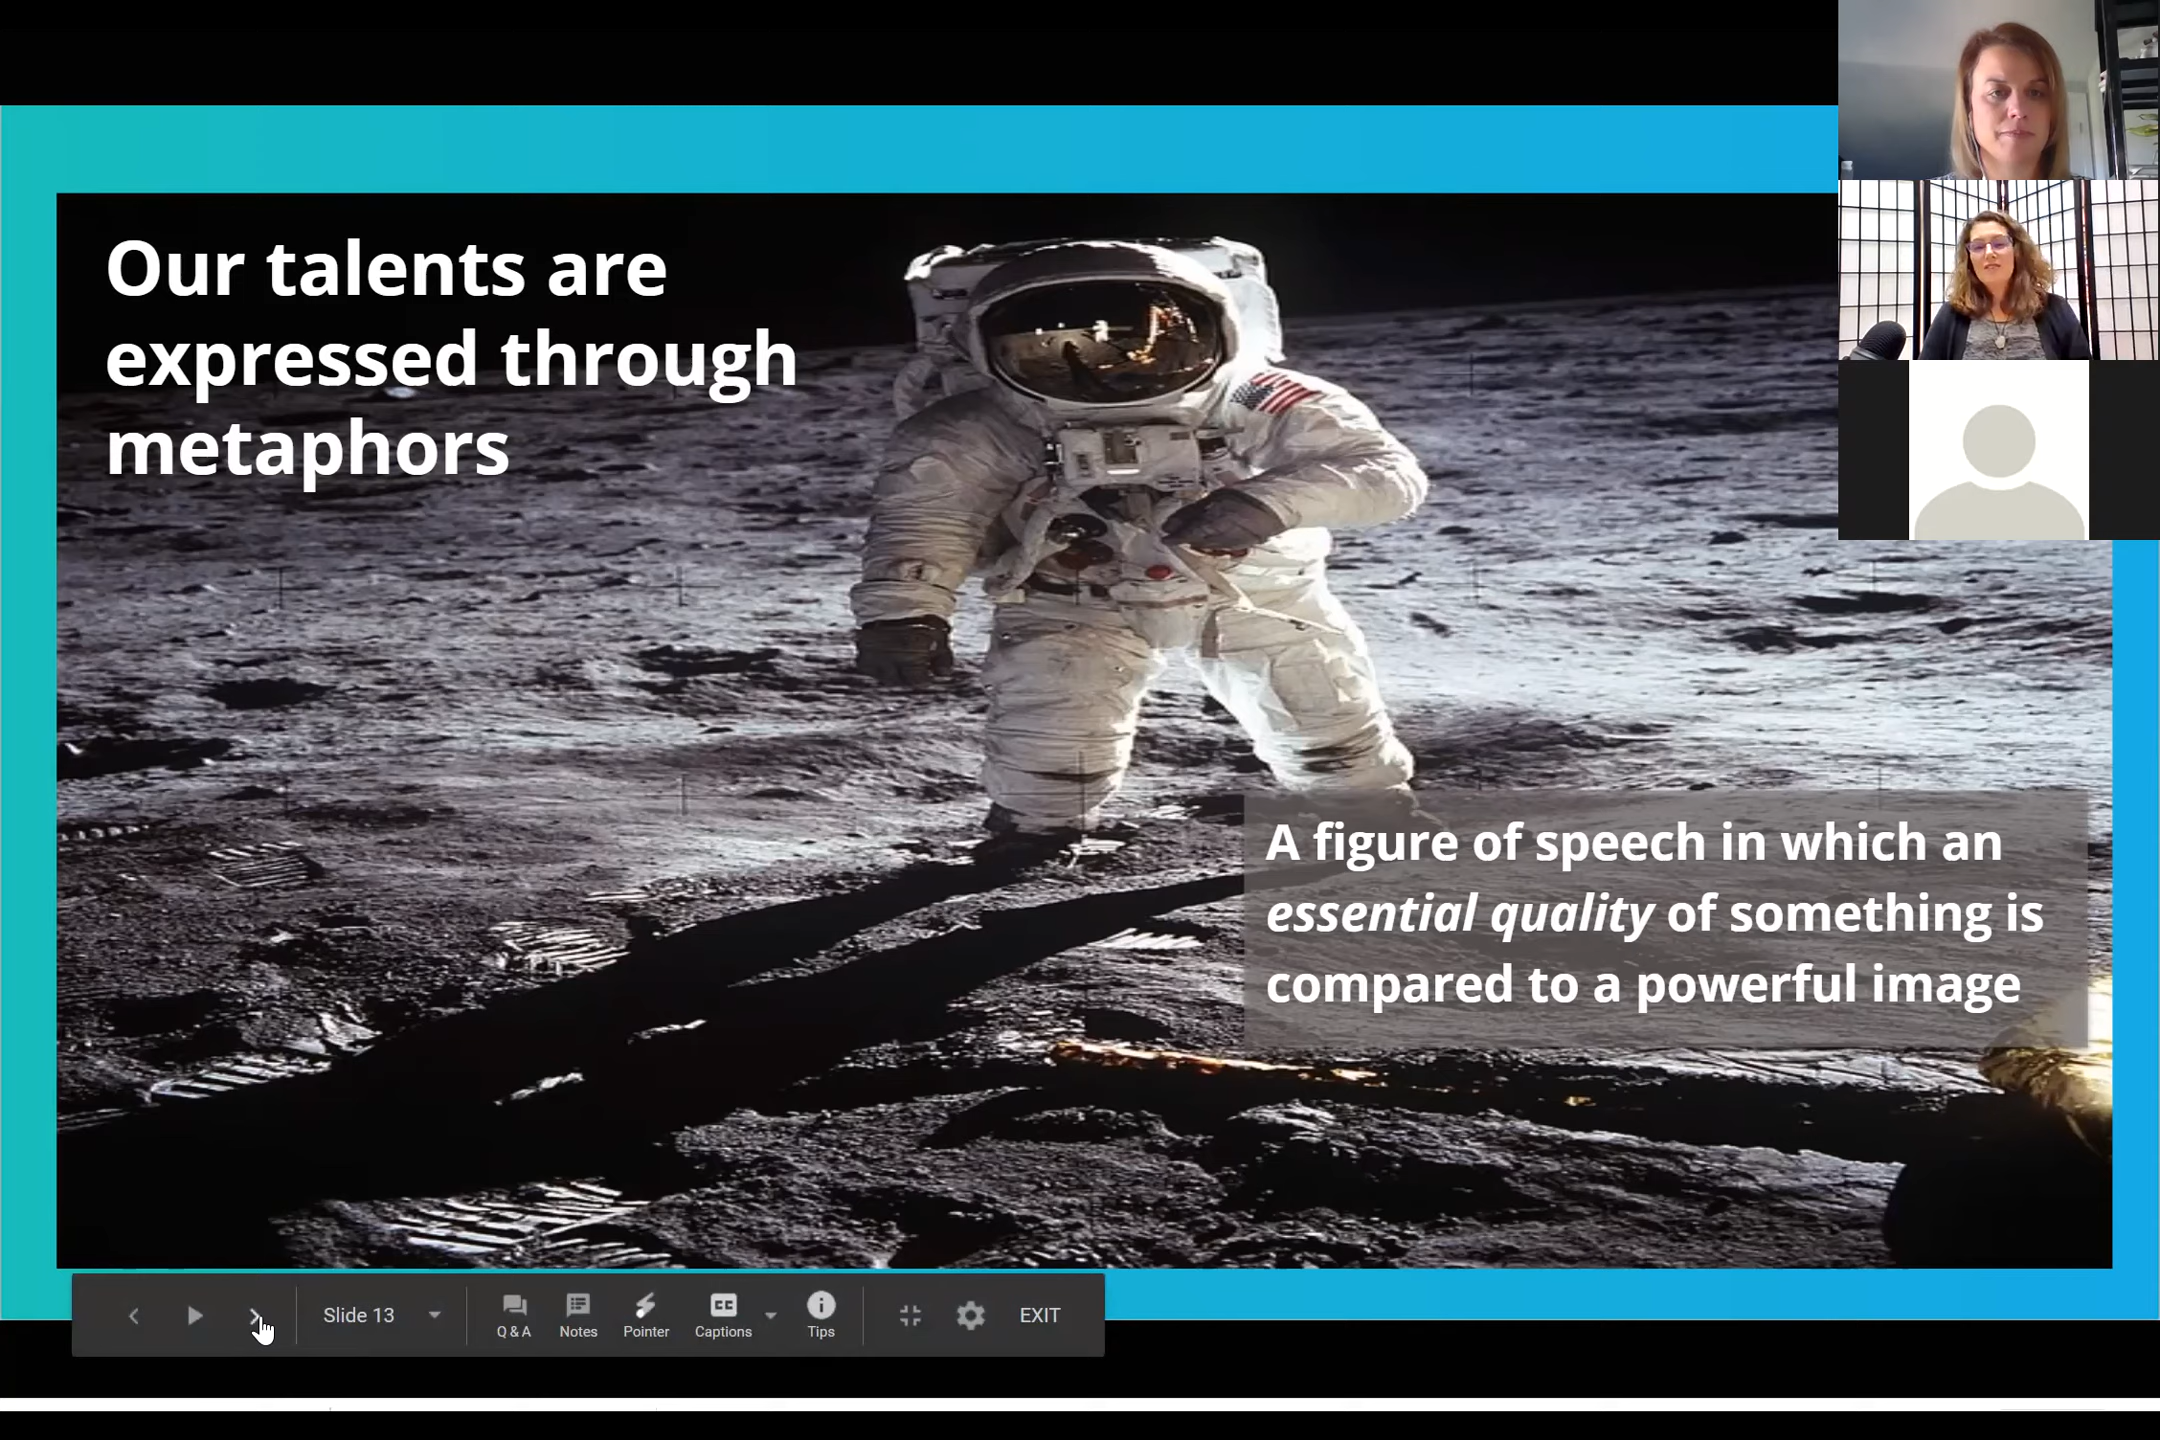 Our talents are
expressed through
metaphors
A figure of speech in which an
essential quality of something is
compared to a powerful image
Slide 13
Q & A
Notes
Pointer
CC
Captions
Tips
EXIT